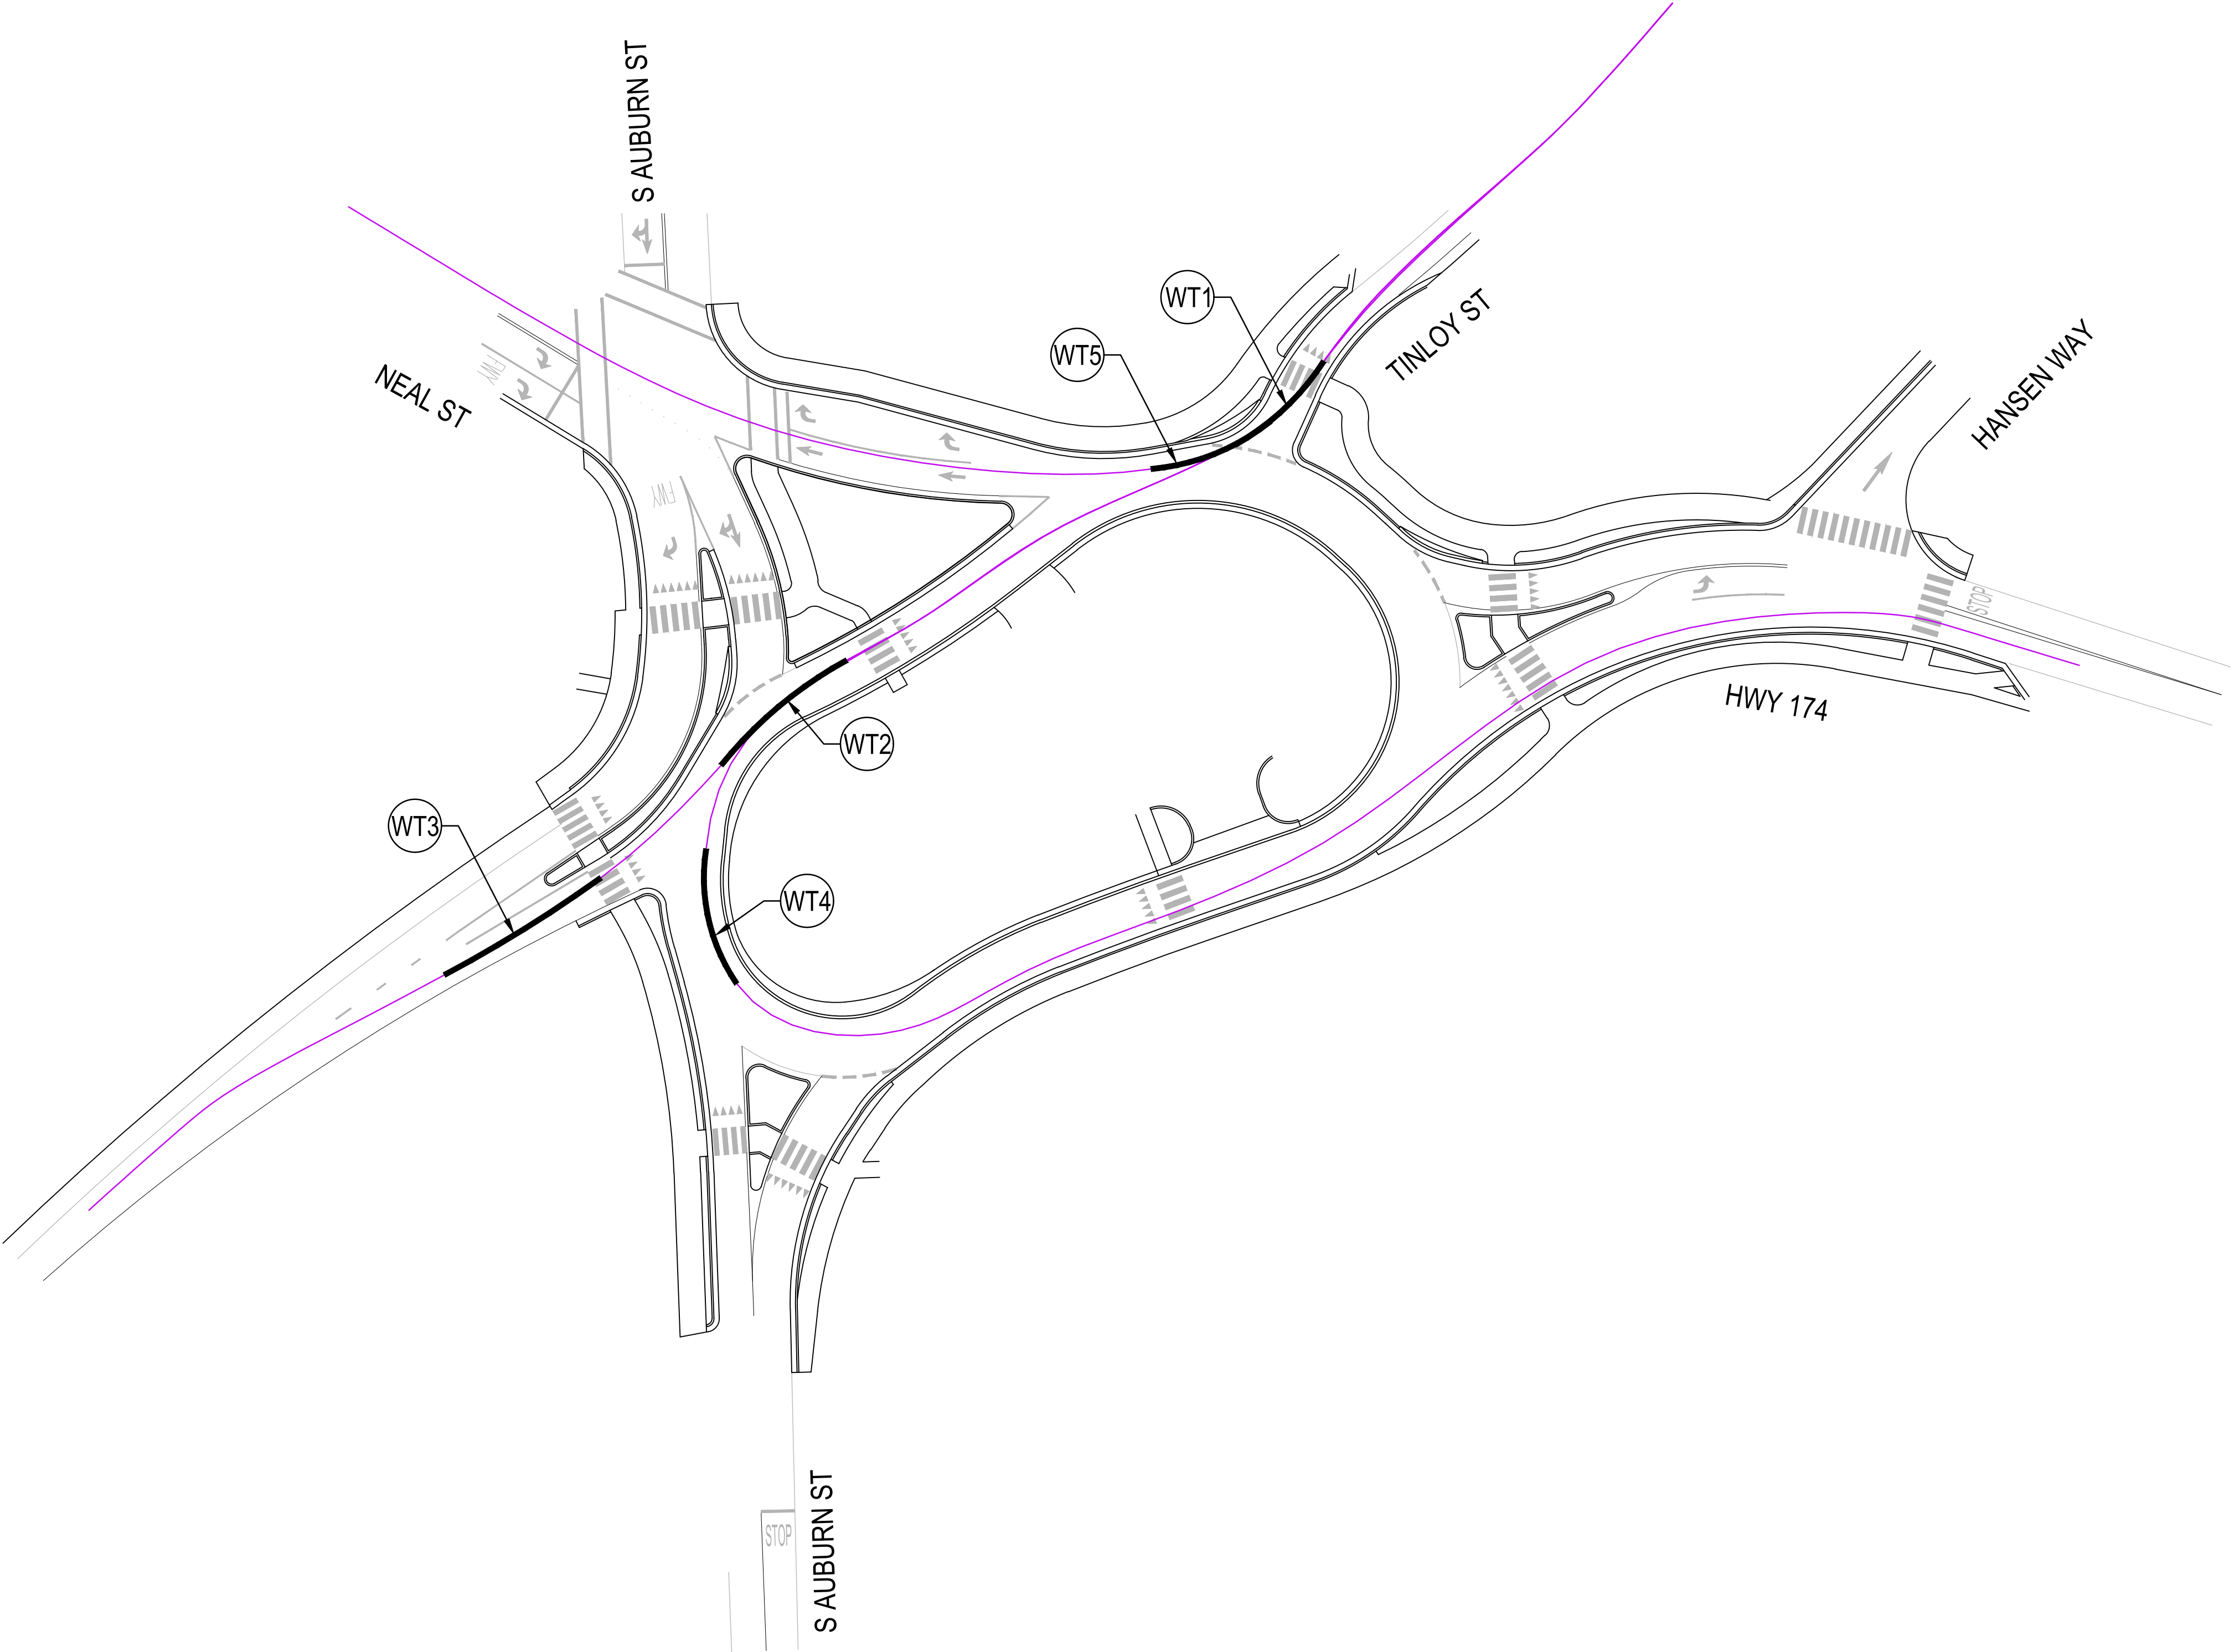 S AUBURN ST
WT1
WT5
TINLOY ST
HANSEN WAY
FWY
NEAL ST
FWY
STOP
HWY 174
WT2
WT3
WT4
STOP
S AUBURN ST